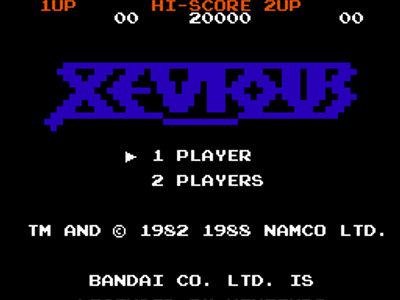 1UP HI-SCORE 2UP
00 20000 00
XEVIOUS
1 PLAYER
2 PLAYERS
TM AND © 1982 1988 NAMCO LTD.
BANDAI CO. LTD. IS